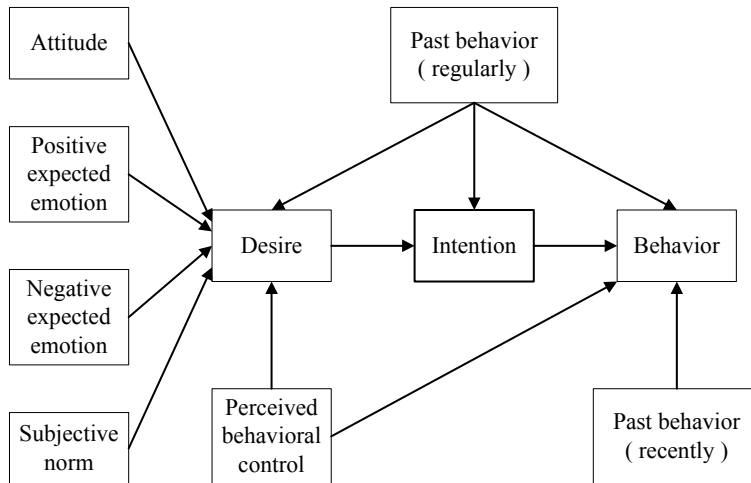 Attitude
Past behavior
( regularly )
Positive
expected
emotion
Desire
Intention
Behavior
Negative
expected
emotion
Subjective
norm
Perceived
behavioral
control
Past behavior
( recently )